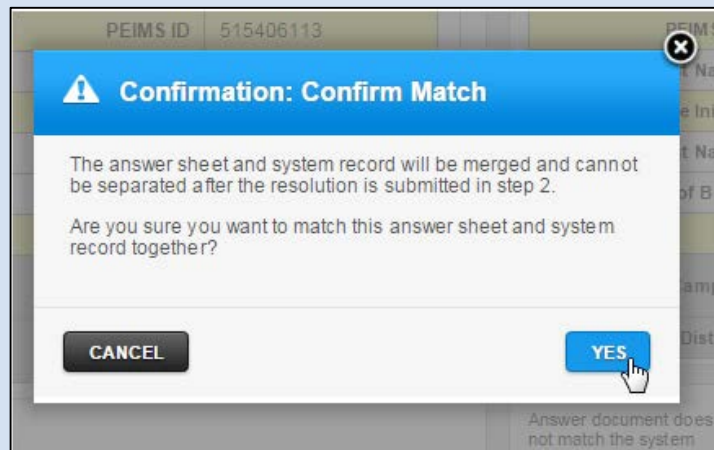 PEIMS ID 515406113
PEIMS
Confirmation: Confirm Match
The answer sheet and system record will be merged and cannot
be separated after the resolution is submitted in step 2.
Are you sure you want to match this answer sheet and system
record together?
CANCEL YES
Answer document does
not match the system